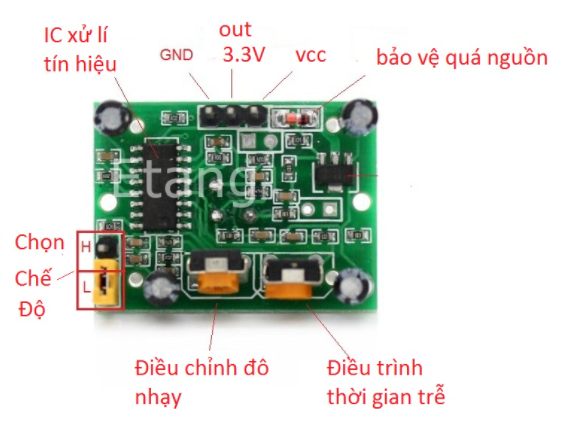 IC xử lí
tín hiệu
GND
out
3.3V
vcc
bảo vệ quá nguồn
Etang
Chọn
Chế
Độ
H
L
Điều chỉnh đô
nhạy
Điều trình
thời gian trễ